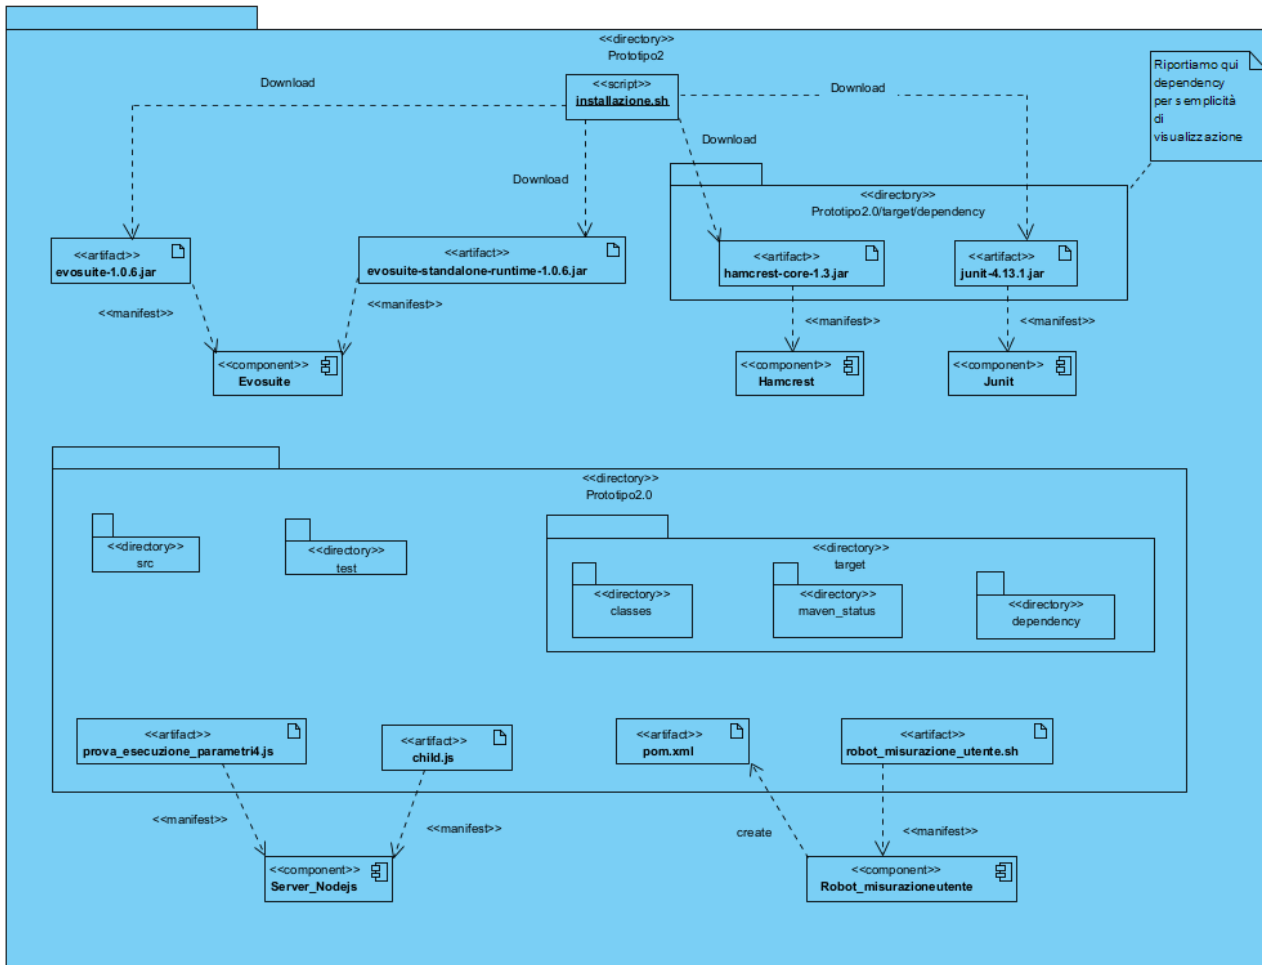 <<directory>>
Prototipo2
<<script>>
installazione.sh
Download
Download
Download
Download
Riportiamo qui
dependency
per semplicità
di
visualizzazione
<<directory>>
Prototipo2.0/target/dependency
<<artifact>>
evosuite-1.0.6.jar
<<artifact>>
evosuite-standalone-runtime-1.0.6.jar
<<artifact>>
hamcrest-core-1.3.jar
<<artifact>>
junit-4.13.1.jar
<<manifest>>
<<manifest>>
<<manifest>>
<<manifest>>
<<component>>
Evosuite
<<component>>
Hamcrest
<<component>>
Junit
<<directory>>
Prototipo2.0
<<directory>>
src
<<directory>>
test
<<directory>>
target
<<directory>>
classes
<<directory>>
maven_status
<<directory>>
dependency
<<artifact>>
prova_esecuzione_parametri4.js
<<artifact>>
child.js
<<artifact>>
pom.xml
<<artifact>>
robot_misurazione_utente.sh
<<manifest>>
<<manifest>>
create
<<manifest>>
<<component>>
Server_Nodejs
<<component>>
Robot_misurazioneutente